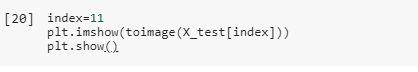 [20] index=11
plt.imshow(toimage(X_test[index]))
plt.show()